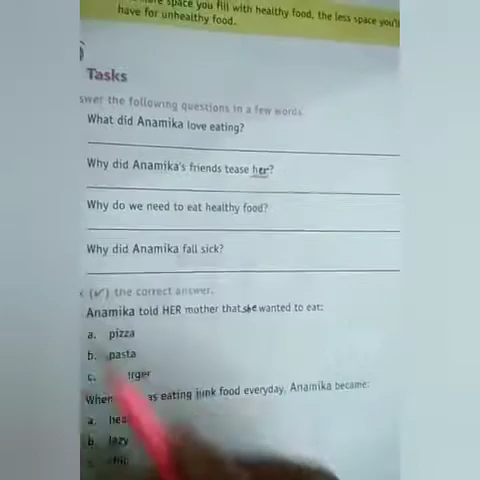 space you fill with healthy food, the less space you'll
have for unhealthy food.
Tasks
swer the following questions in a few words
What did Anamika love eating?
Why did Anamika's friends tease her?
Why do we need to eat healthy food?
Why did Anamika fall sick?
(✓) the correct answer.
Anamika told HER mother that she wanted to eat:
a. pizza
b. pasta
c. urger
When as eating junk food everyday, Anamika became:
a. hea
b. lazy